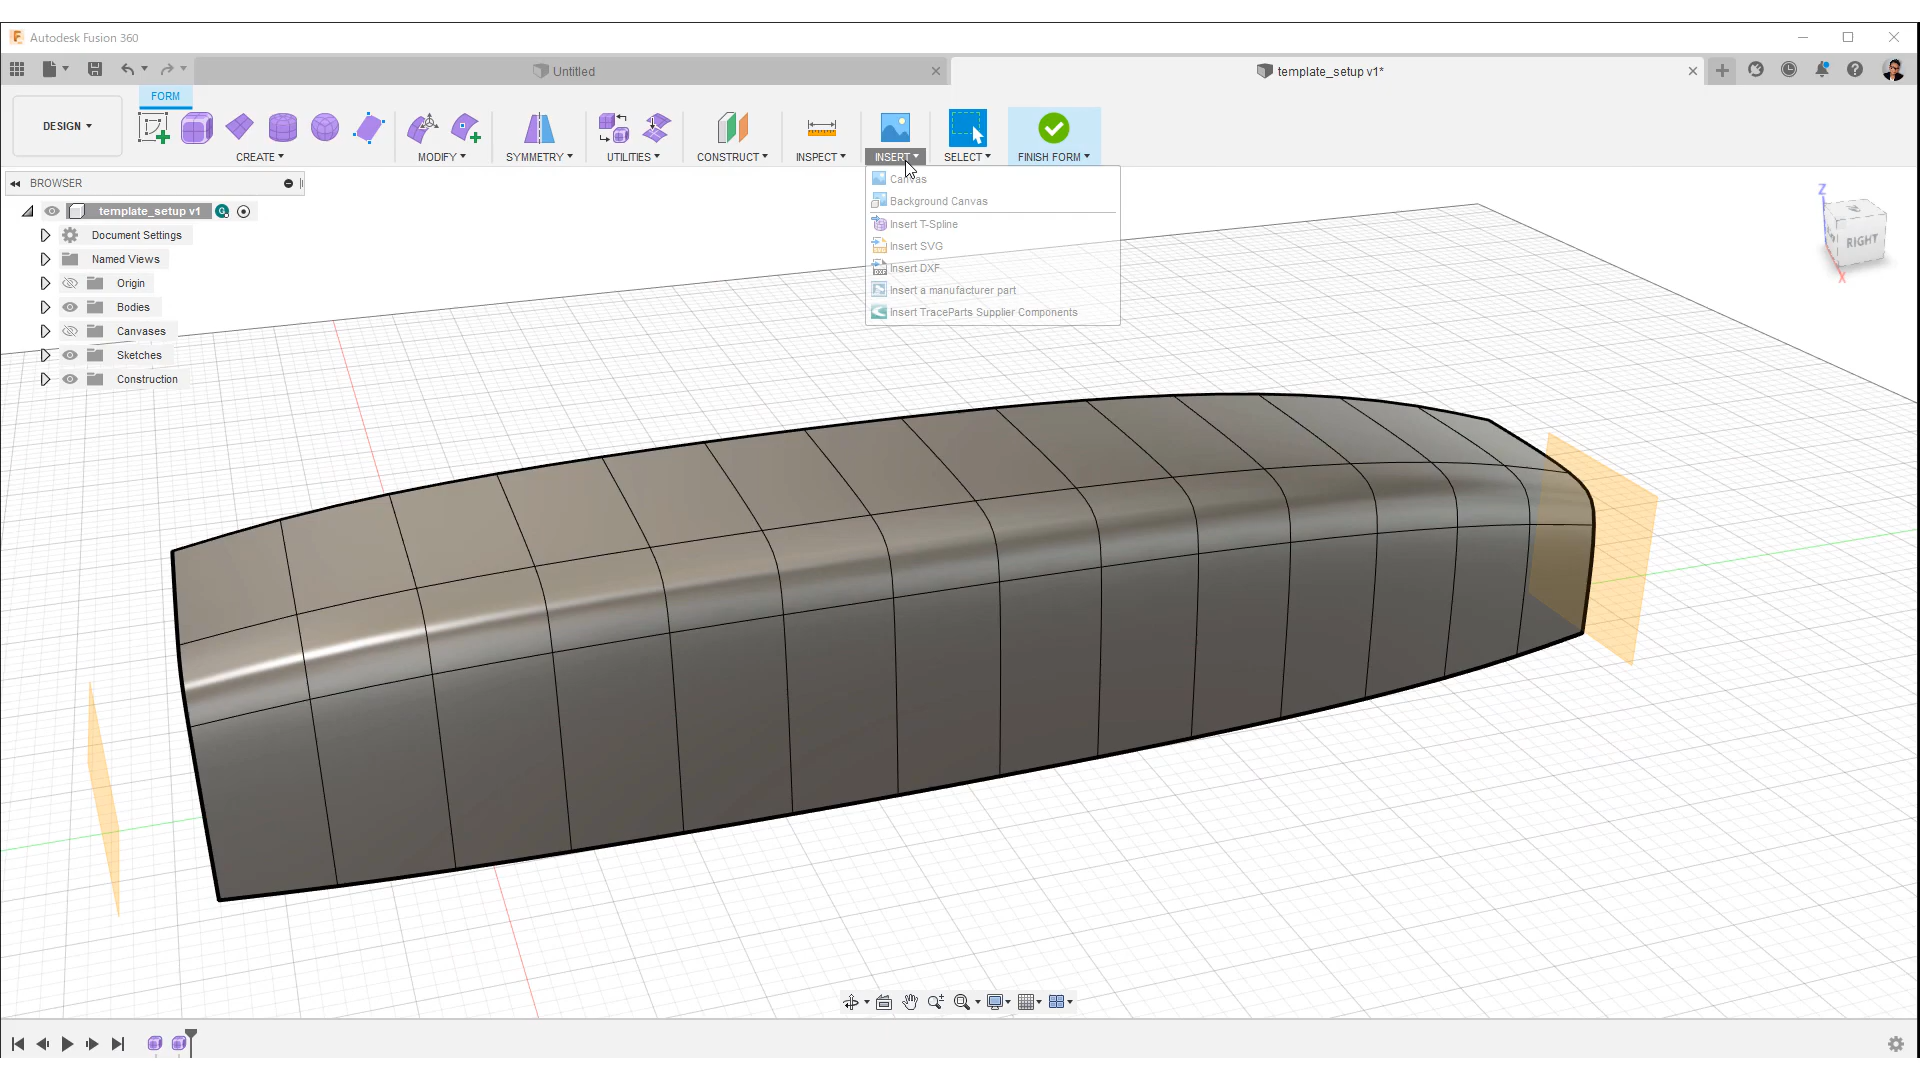 Autodesk Fusion 360
Untitled
template_setup v1*
FORM
DESIGN
CREATE
MODIFY
SYMMETRY
UTILITIES
CONSTRUCT
INSPECT
INSERT
SELECT
FINISH FORM
BROWSER
Canvas
Background Canvas
Insert T-Spline
Insert SVG
Insert DXF
Insert a manufacturer part
Insert TraceParts Supplier Components
template_setup v1
Document Settings
Named Views
Origin
Bodies
Canvases
Sketches
Construction
Z
RIGHT
X